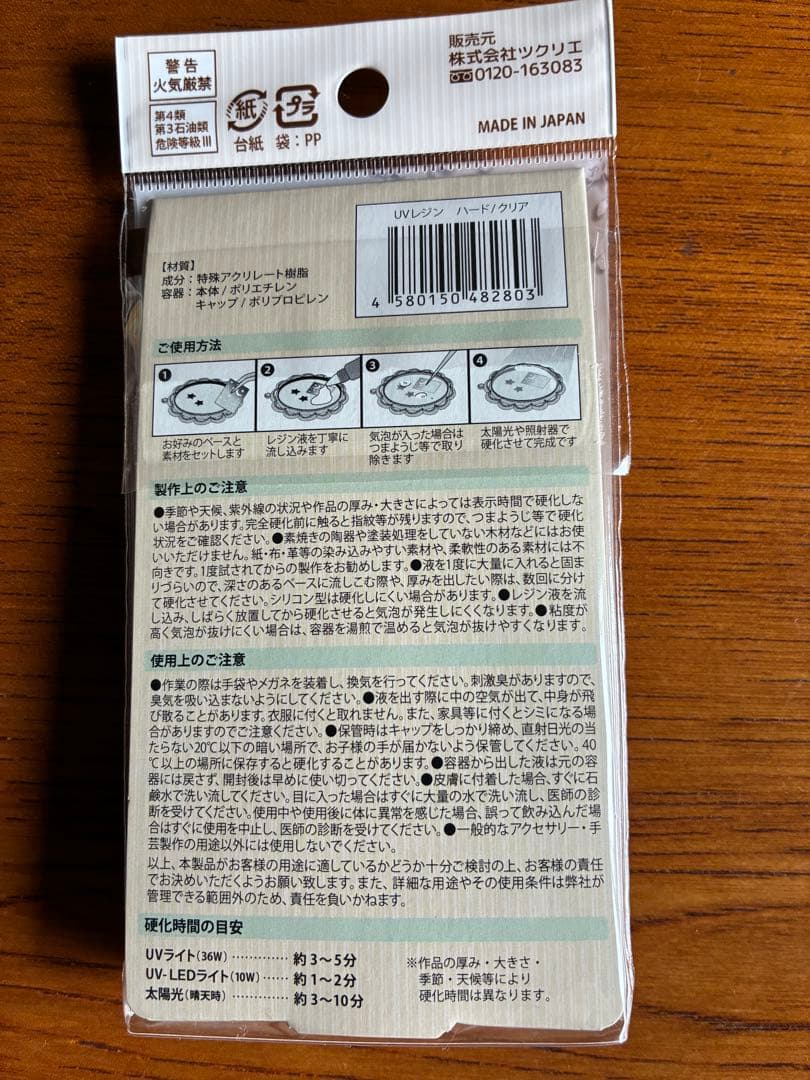 警告
火気厳禁
第4類
第3石油類
危険等級Ⅲ
紙
台紙
プラ
袋：PP
販売元
株式会社ツクリエ
0120-163083
MADE IN JAPAN
UVレジン ハード/クリア
4 580150 482803
【材質】
成分：特殊アクリレート樹脂
容器：本体/ポリエチレン
キャップ/ポリプロピレン
ご使用方法
1
お好みのベースと
素材をセットします
2
レジン液を丁寧に
流し込みます
3
気泡が入った場合は
つまようじ等で取り
除きます
4
太陽光や照射器で
硬化させて完成です
製作上のご注意
●季節や天候、紫外線の状況や作品の厚み・大きさによっては表示時間で硬化しな
い場合があります。完全硬化前に触ると指紋等が残りますので、つまようじ等で硬化
状況をご確認ください。●素焼きの陶器や塗装処理をしていない木材などにはお使
いいただけません。紙・布・革等の染み込みやすい素材や、柔軟性のある素材には不
向きです。1度試されてからの製作をお勧めします。●液を1度に大量に入れると固ま
りづらいので、深さのあるベースに流しこむ際や、厚みを出したい際は、数回に分け
て硬化させてください。シリコン型は硬化しにくい場合があります。●レジン液を流
し込み、しばらく放置してから硬化させると気泡が発生しにくくなります。●粘度が
高く気泡が抜けにくい場合は、容器を湯煎で温めると気泡が抜けやすくなります。
使用上のご注意
●作業の際は手袋やメガネを装着し、換気を行ってください。刺激臭がありますので、
臭気を吸い込まないようにしてください。●液を出す際に中の空気が出て、中身が飛
び散ることがあります。衣服に付くと取れません。また、家具等に付くとシミになる場
合がありますのでご注意ください。●保管時はキャップをしっかり締め、直射日光の当
たらない20℃以下の暗い場所で、お子様の手が届かないよう保管してください。40
℃以上の場所に保存すると硬化することがあります。●容器から出した液は元の容
器には戻さず、開封後は早めに使い切ってください。●皮膚に付着した場合、すぐに石
鹸水で洗い流してください。目に入った場合はすぐに大量の水で洗い流し、医師の診
断を受けてください。使用中や使用後に体に異常を感じた場合、誤って飲み込んだ場
合はすぐに使用を中止し、医師の診断を受けてください。●一般的なアクセサリー・手
芸製作の用途以外には使用しないでください。
以上、本製品がお客様の用途に適しているかどうか十分ご検討の上、お客様の責任
でお決めいただくようお願い致します。また、詳細な用途やその使用条件は弊社が
管理できる範囲外のため、責任を負いかねます。
硬化時間の目安
UVライト(36W) ………… 約3～5分
UV-LEDライト(10W) …… 約1～2分
太陽光(晴天時) ………… 約3～10分
※作品の厚み・大きさ・
季節・天候等により
硬化時間は異なります。